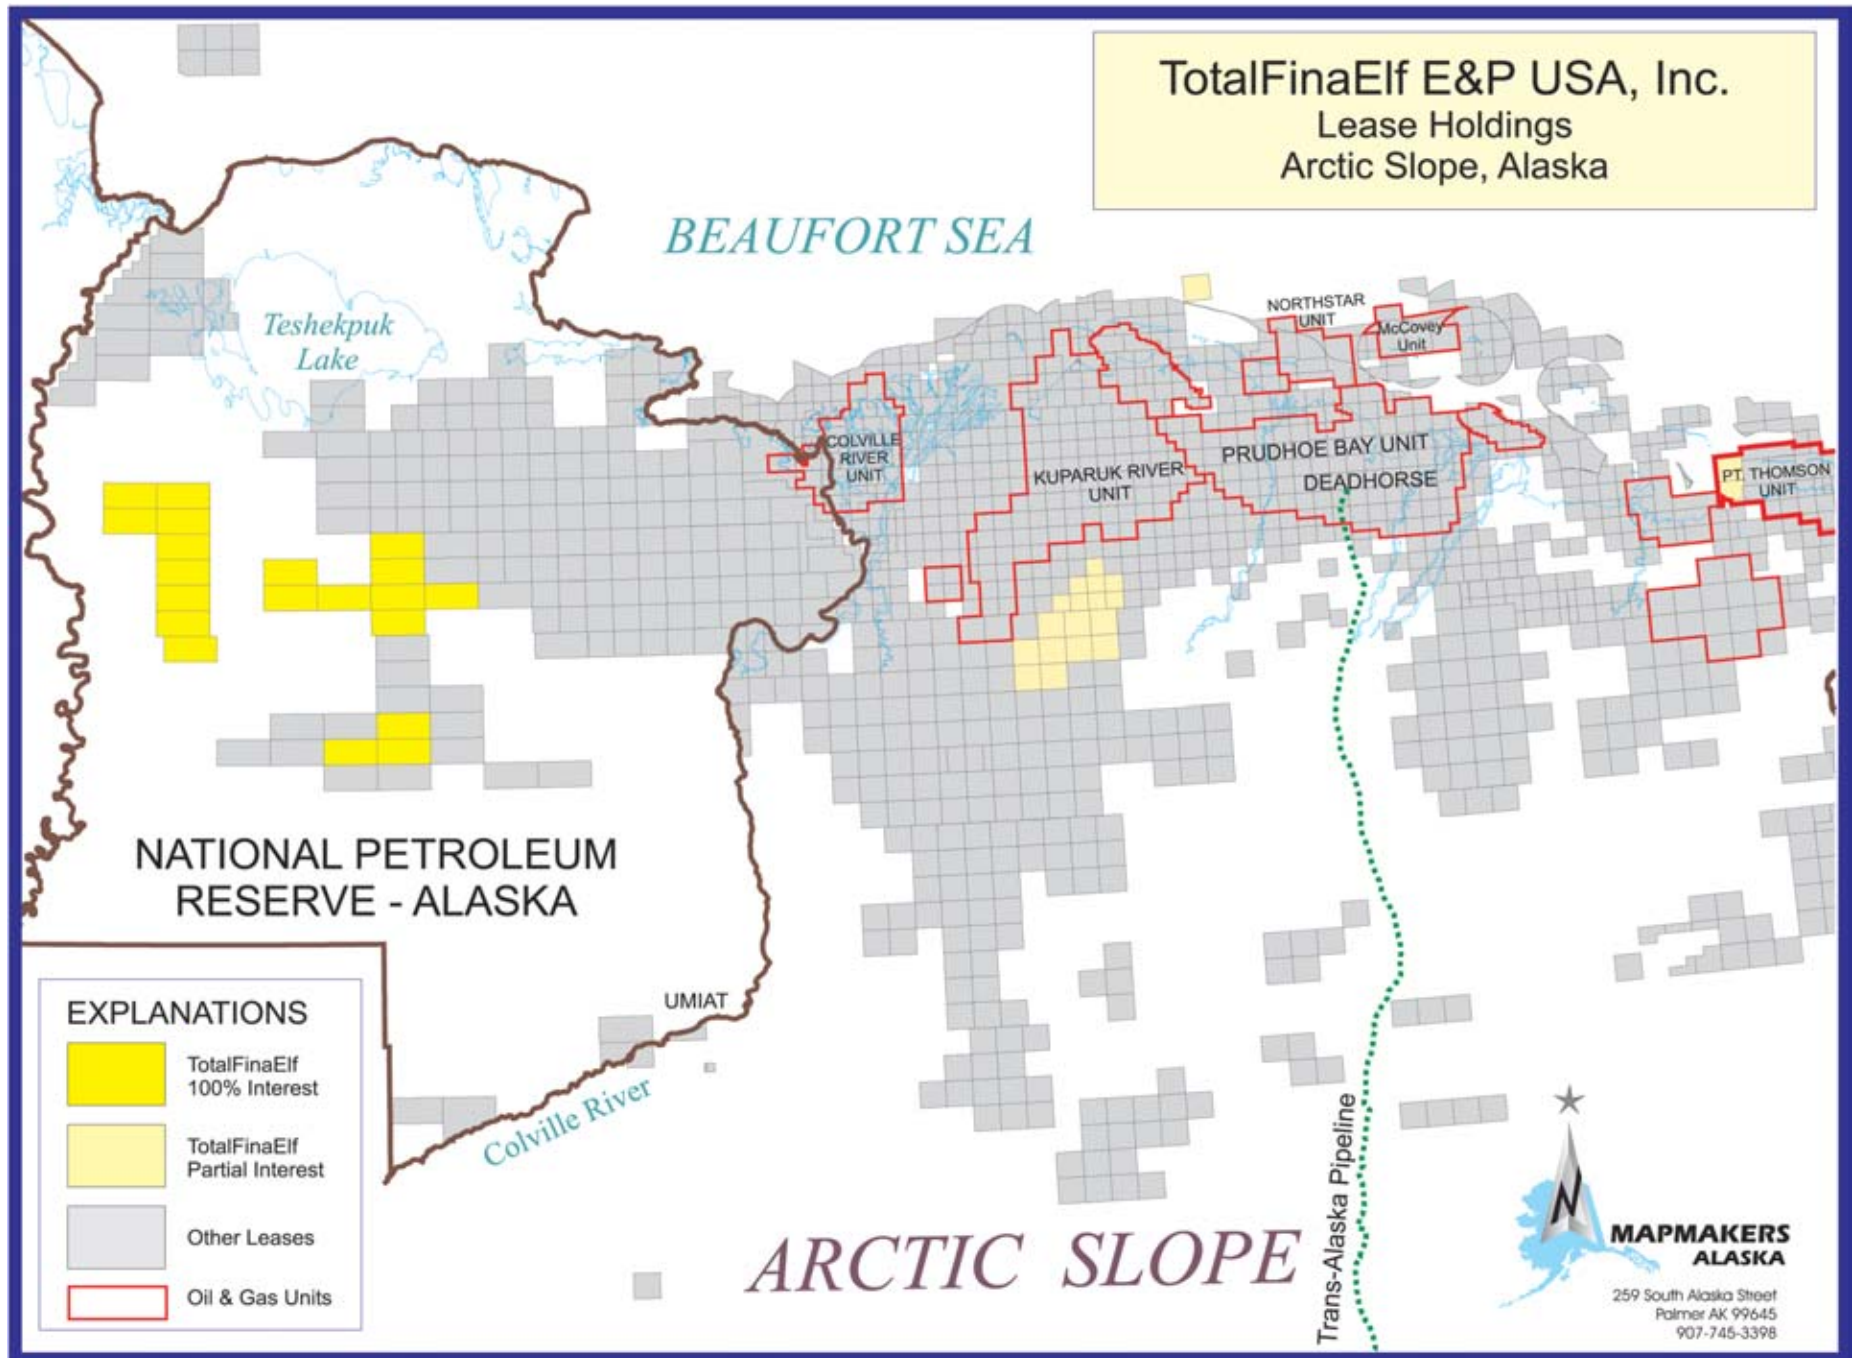 TotalFinaElf E&P USA, Inc.
Lease Holdings
Arctic Slope, Alaska
BEAUFORT SEA
Teshekpuk
Lake
NORTHSTAR
UNIT
McCovey
Unit
COLVILLE
RIVER
UNIT
KUPARUK RIVER
UNIT
PRUDHOE BAY UNIT
DEADHORSE
PT. THOMSON
UNIT
NATIONAL PETROLEUM
RESERVE - ALASKA
UMIAT
Colville River
Trans-Alaska Pipeline
ARCTIC SLOPE
EXPLANATIONS
TotalFinaElf
100% Interest
TotalFinaElf
Partial Interest
Other Leases
Oil & Gas Units
N
MAPMAKERS
ALASKA
259 South Alaska Street
Palmer AK 99645
907-745-3398